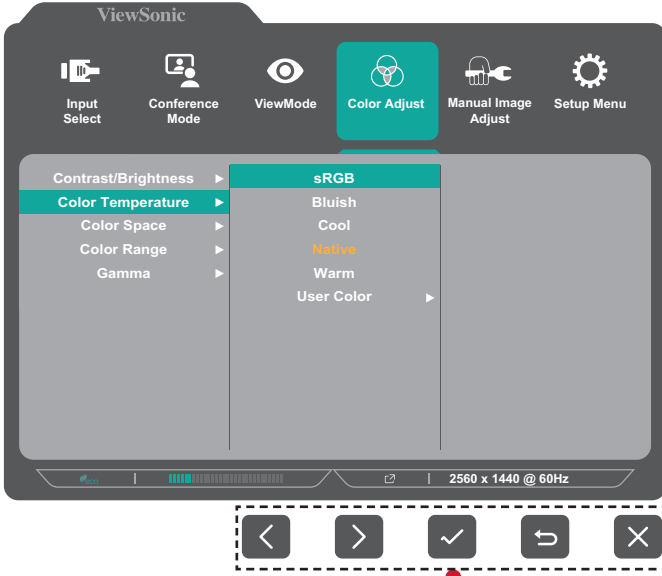 ViewSonic
Input
Select
Conference
Mode
ViewMode
Color Adjust
Manual Image
Adjust
Setup Menu
Contrast/Brightness
Color Temperature
Color Space
Color Range
Gamma
sRGB
Bluish
Cool
Native
Warm
User Color
2560 x 1440 @ 60Hz